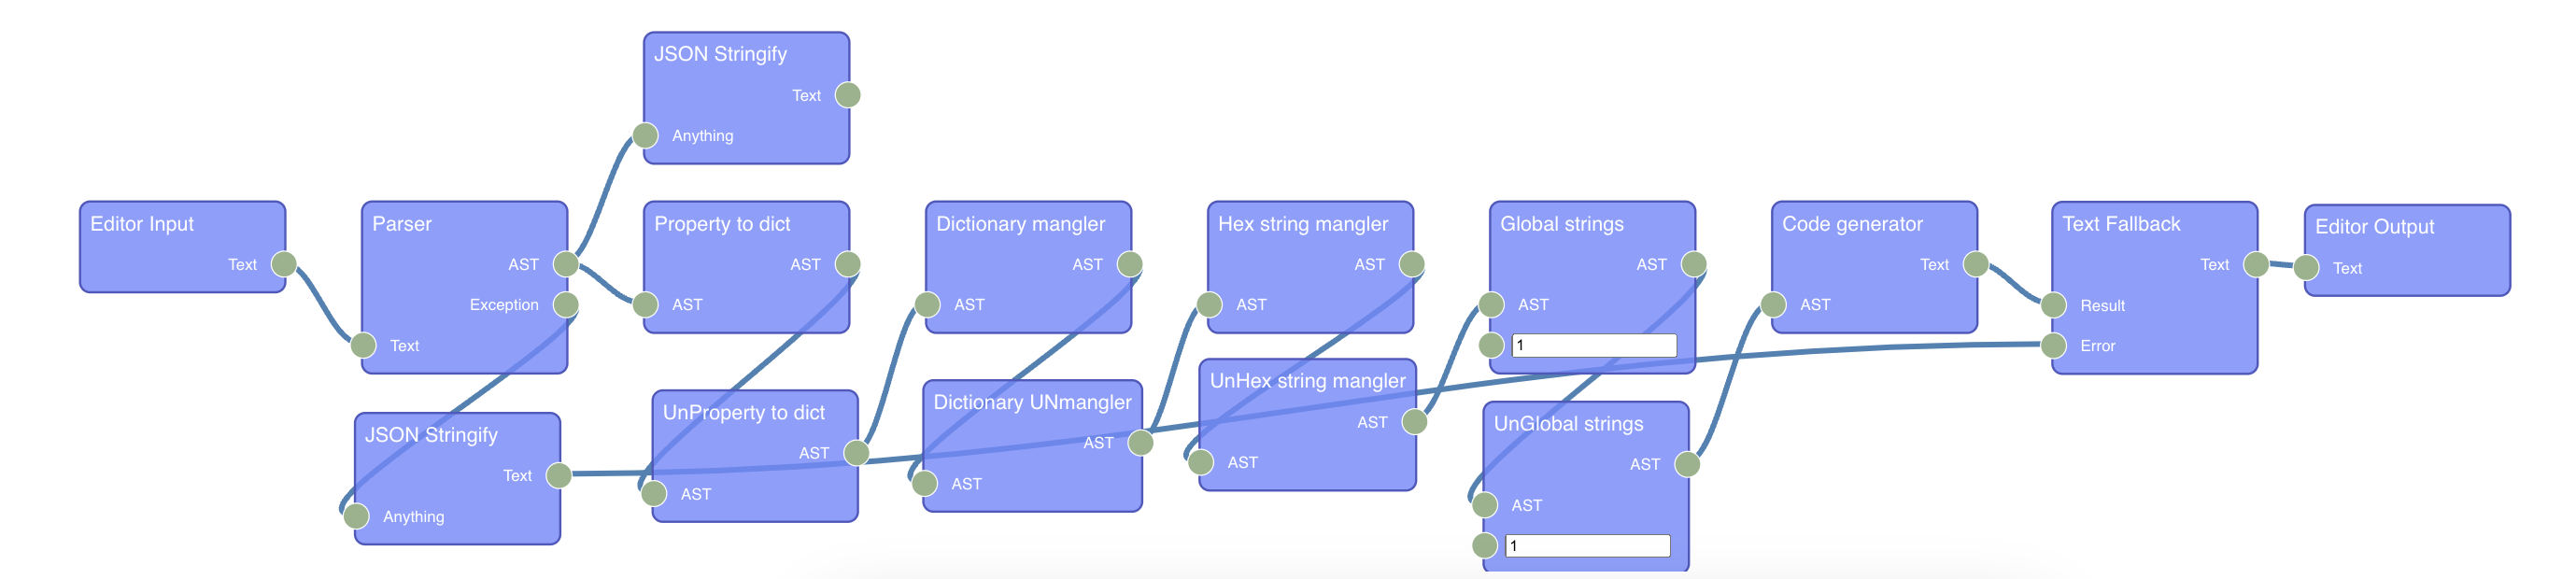 JSON Stringify
Text
Anything
Editor Input
Text
Parser
AST
Exception
Text
Property to dict
AST
AST
Dictionary mangler
AST
AST
Hex string mangler
AST
AST
Global strings
AST
AST
1
Code generator
Text
AST
Text Fallback
Text
Result
Error
Editor Output
Text
JSON Stringify
Text
Anything
UnProperty to dict
AST
AST
Dictionary UNmangler
AST
AST
UnHex string mangler
AST
AST
UnGlobal strings
AST
AST
1